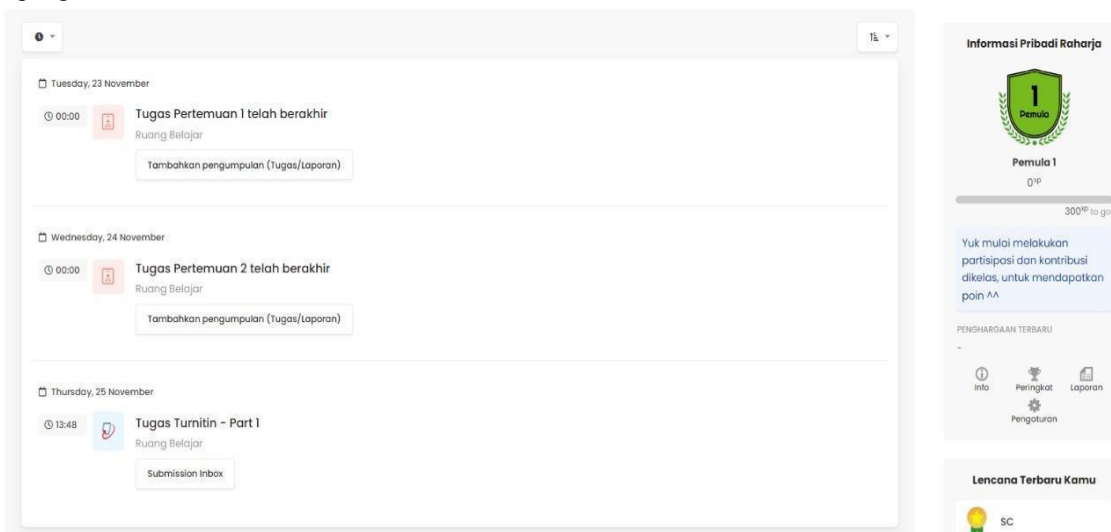 Tuesday, 23 November
00:00
Tugas Pertemuan 1 telah berakhir
Ruang Belajar
Tambahkan pengumpulan (Tugas/Laporan)
Wednesday, 24 November
00:00
Tugas Pertemuan 2 telah berakhir
Ruang Belajar
Tambahkan pengumpulan (Tugas/Laporan)
Thursday, 25 November
13:48
Tugas Turnitin - Part 1
Ruang Belajar
Submission Inbox
Informasi Pribadi Raharja
1
Pemula
Pemula 1
0xp
300xp to go
Yuk mulai melakukan
partisipasi dan kontribusi
dikelas, untuk mendapatkan
poin ^^
PENGHARGAAN TERBARU
-
Info Peringkat Laporan
Pengaturan
Lencana Terbaru Kamu
SC